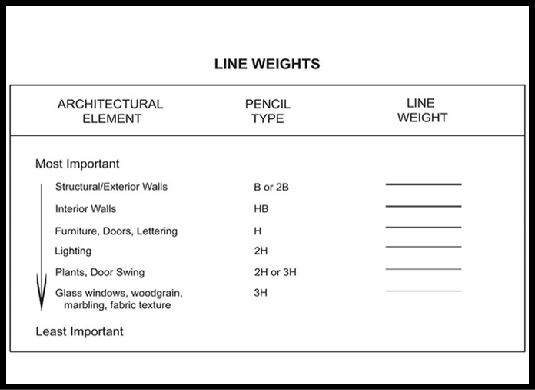 LINE WEIGHTS
ARCHITECTURAL ELEMENT PENCIL TYPE LINE WEIGHT
Most Important
Structural/Exterior Walls B or 2B
Interior Walls HB
Furniture, Doors, Lettering H
Lighting 2H
Plants, Door Swing 2H or 3H
Glass windows, woodgrain, 3H
marbling, fabric texture
Least Important